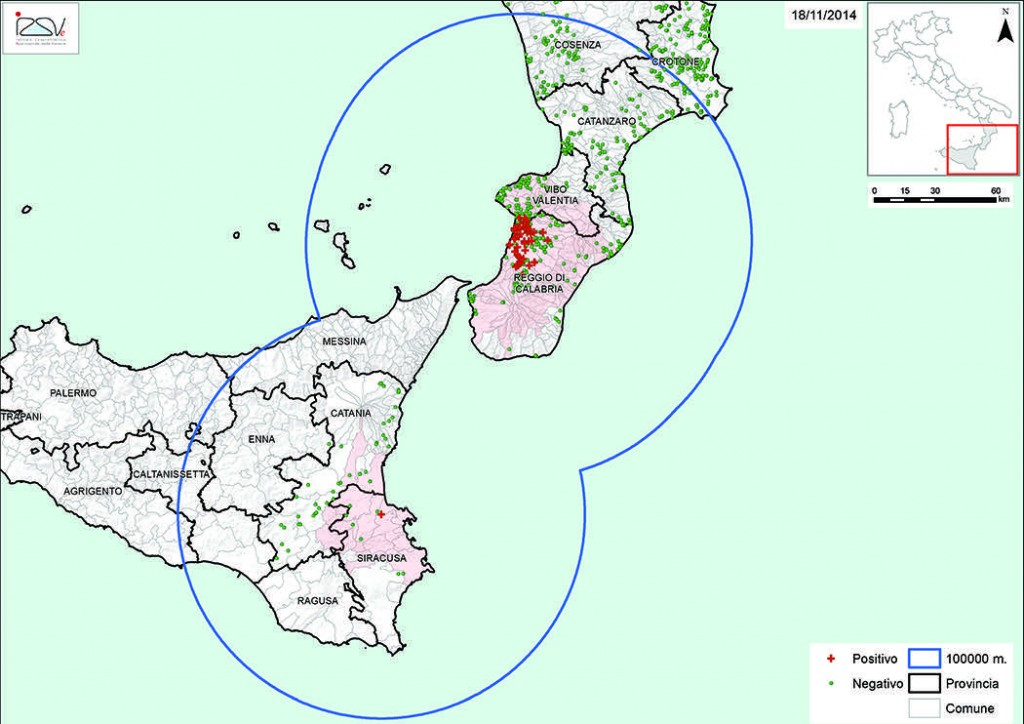 IZSVe
18/11/2014
N
0 15 30 60
km
COSENZA
CROTONE
CATANZARO
VIBO
VALENTIA
REGGIO DI
CALABRIA
MESSINA
PALERMO
TRAPANI
CATANIA
ENNA
CALTANISSETTA
AGRIGENTO
SIRACUSA
RAGUSA
Positivo 100000 m.
Negativo Provincia
Comune